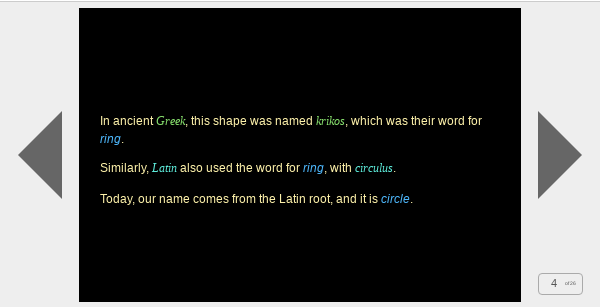 In ancient Greek, this shape was named krikos, which was their word for
ring.
Similarly, Latin also used the word for ring, with circulus.
Today, our name comes from the Latin root, and it is circle.
4 of 26